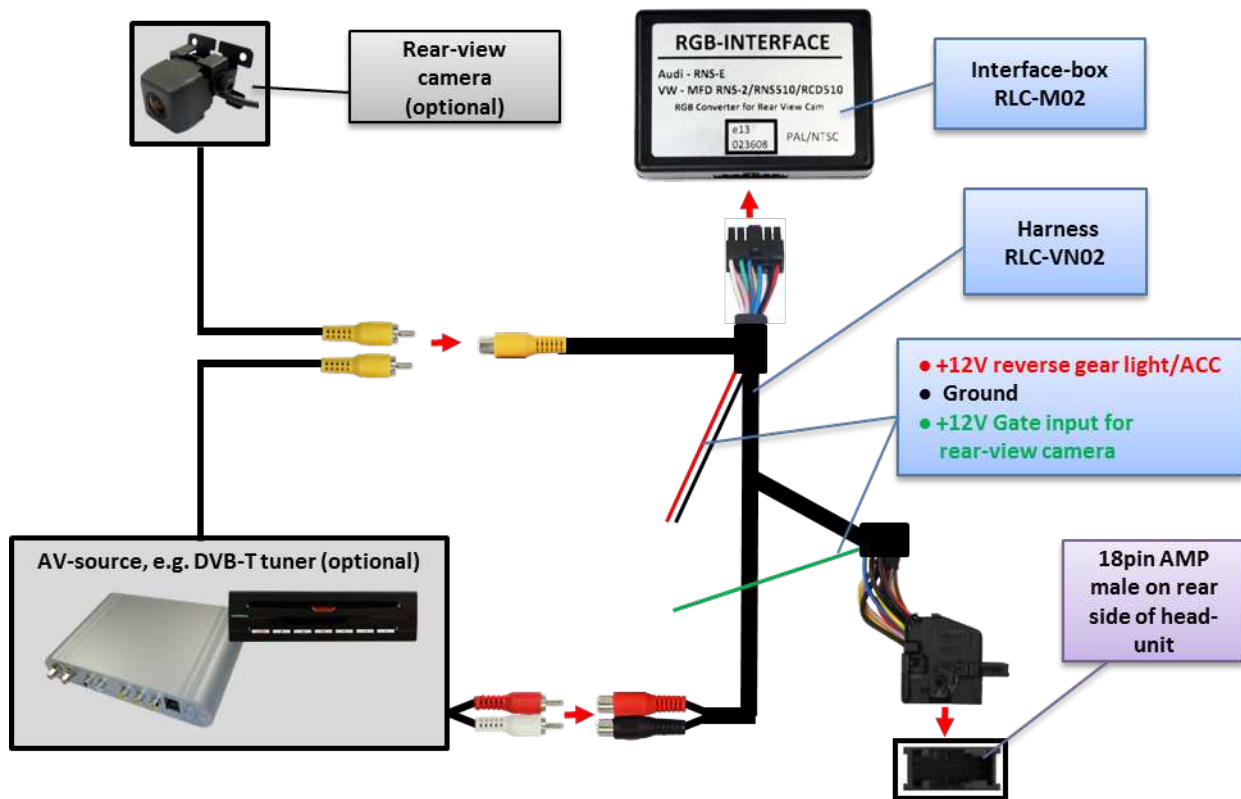 Rear-view
camera
(optional)
RGB-INTERFACE
Audi - RNS-E
VW - MFD RNS-2/RNS510/RCD510
RGB Converter for Rear View Cam
e13
023608
PAL/NTSC
Interface-box
RLC-M02
Harness
RLC-VN02
+12V reverse gear light/ACC
Ground
+12V Gate input for
rear-view camera
AV-source, e.g. DVB-T tuner (optional)
18pin AMP
male on rear
side of head-
unit